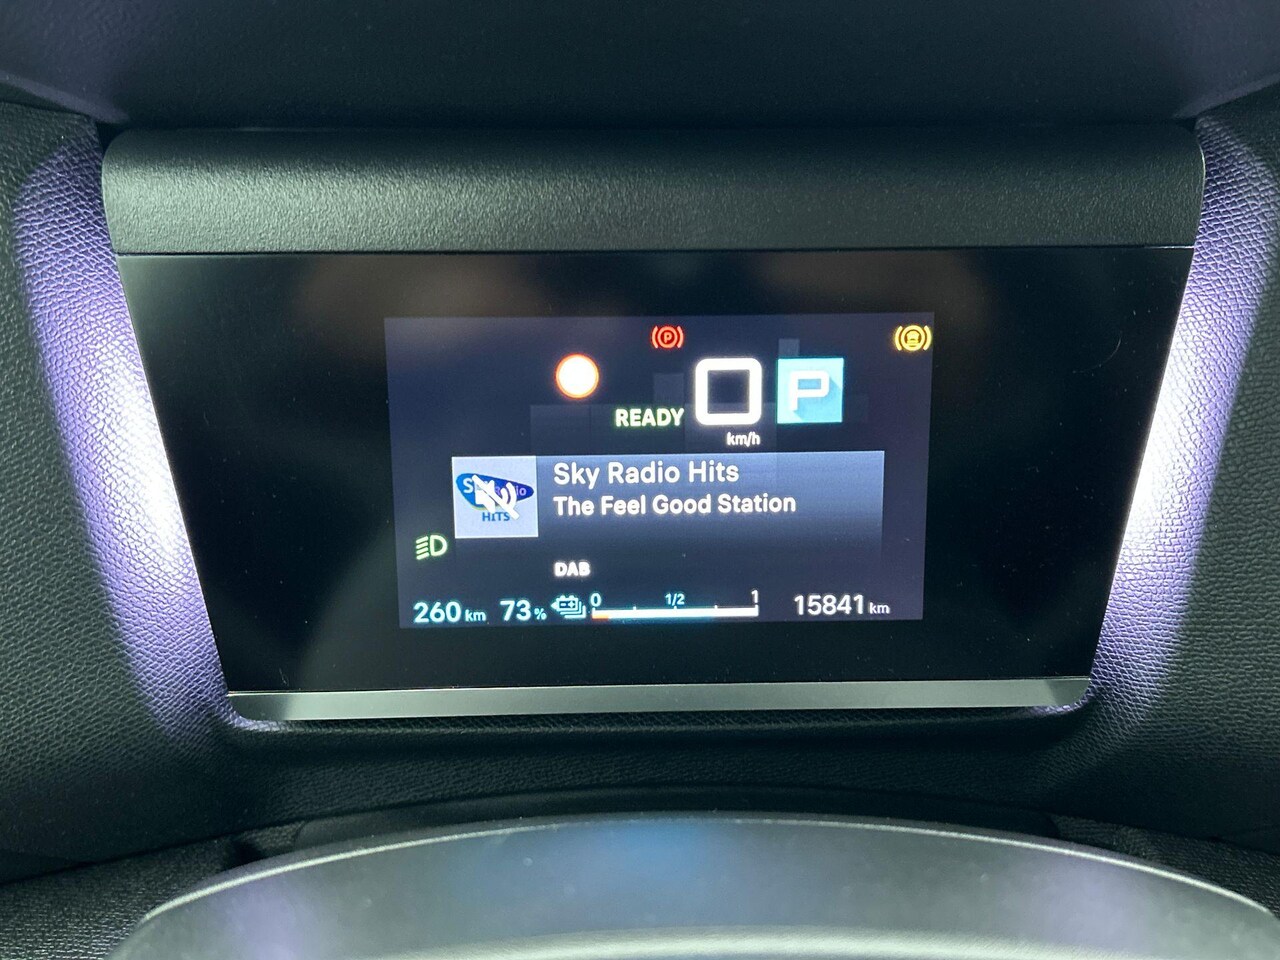 P
READY 0 P
km/h
Sky Radio Hits
The Feel Good Station
HITS
DAB
260 km 73% 0 1/2 1 15841 km